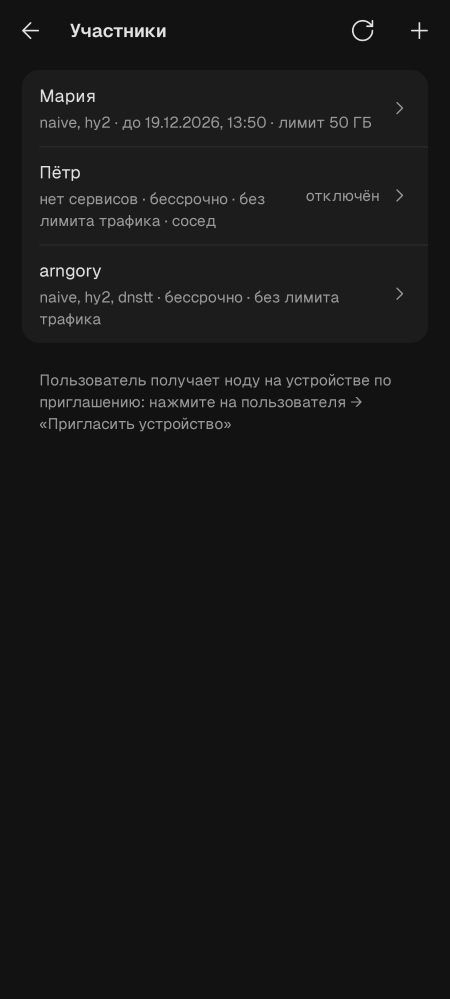 Участники
Мария
naive, hy2 · до 19.12.2026, 13:50 · лимит 50 ГБ
Пётр
нет сервисов · бессрочно · без
лимита трафика · сосед
отключён
arngory
naive, hy2, dnstt · бессрочно · без лимита
трафика
Пользователь получает ноду на устройстве по
приглашению: нажмите на пользователя →
«Пригласить устройство»